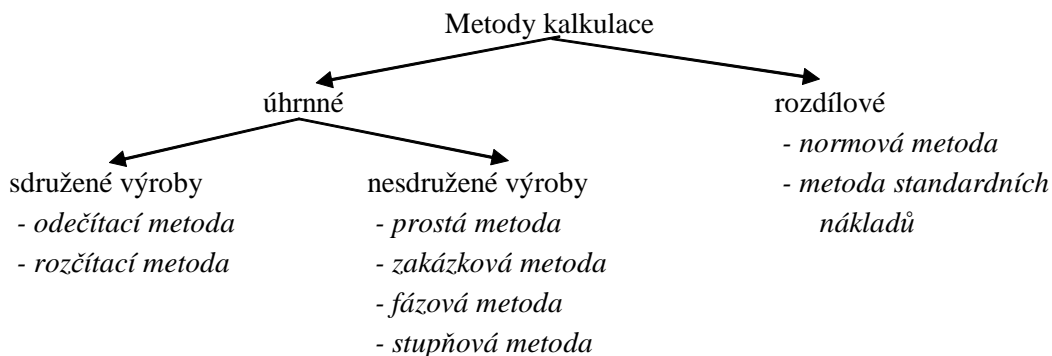 Metody kalkulace
úhrnné
rozdílové
- normová metoda
- metoda standardních
nákladů
sdružené výroby
- odečítací metoda
- rozčítací metoda
nesdružené výroby
- prostá metoda
- zakázková metoda
- fázová metoda
- stupňová metoda